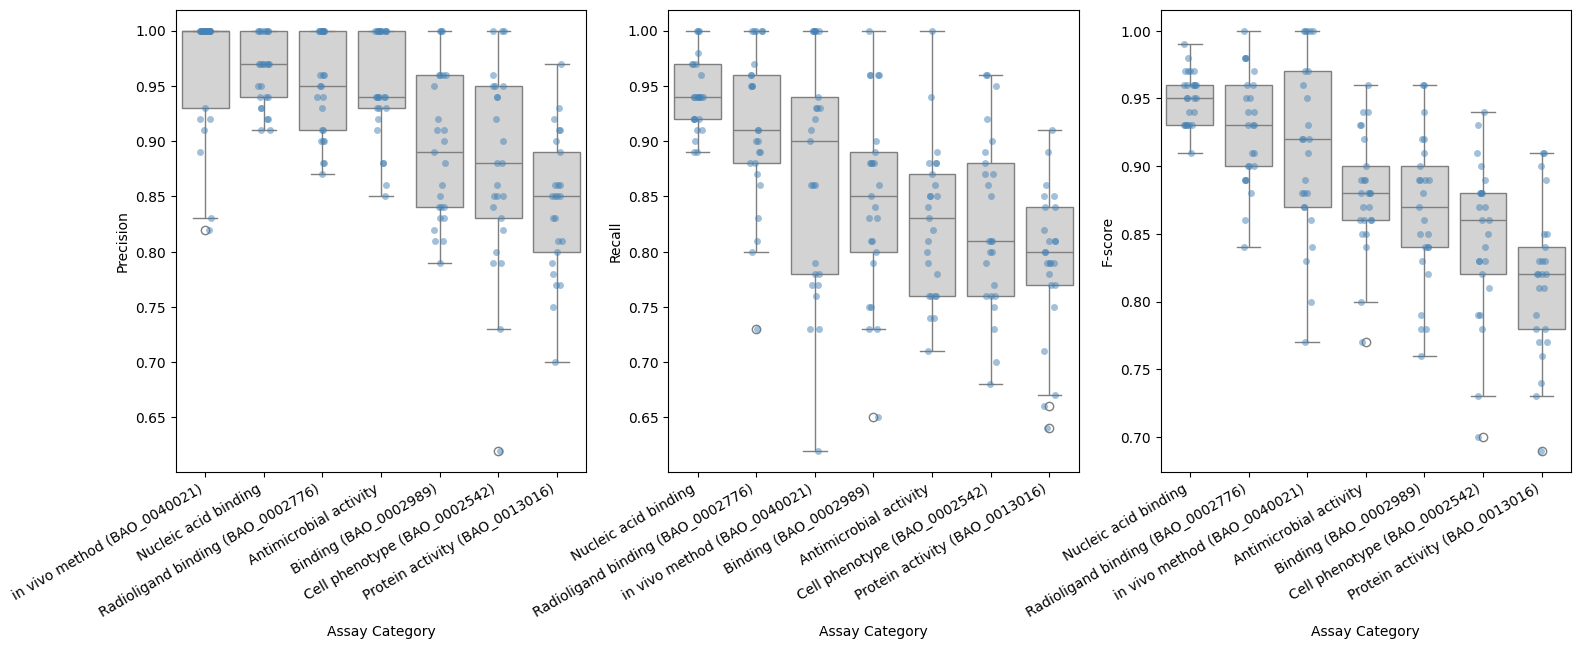 Precision
1.00
0.95
0.90
0.85
0.80
0.75
0.70
0.65
in vivo method (BAO_0040021)
Nucleic acid binding
Radioligand binding (BAO_0002776)
Antimicrobial activity
Binding (BAO_0002989)
Cell phenotype (BAO_0002542)
Protein activity (BAO_0013016)
Assay Category
Recall
1.00
0.95
0.90
0.85
0.80
0.75
0.70
0.65
Nucleic acid binding
Radioligand binding (BAO_0002776)
in vivo method (BAO_0040021)
Binding (BAO_0002989)
Antimicrobial activity
Cell phenotype (BAO_0002542)
Protein activity (BAO_0013016)
Assay Category
F-score
1.00
0.95
0.90
0.85
0.80
0.75
0.70
Nucleic acid binding
Radioligand binding (BAO_0002776)
in vivo method (BAO_0040021)
Antimicrobial activity
Binding (BAO_0002989)
Cell phenotype (BAO_0002542)
Protein activity (BAO_0013016)
Assay Category